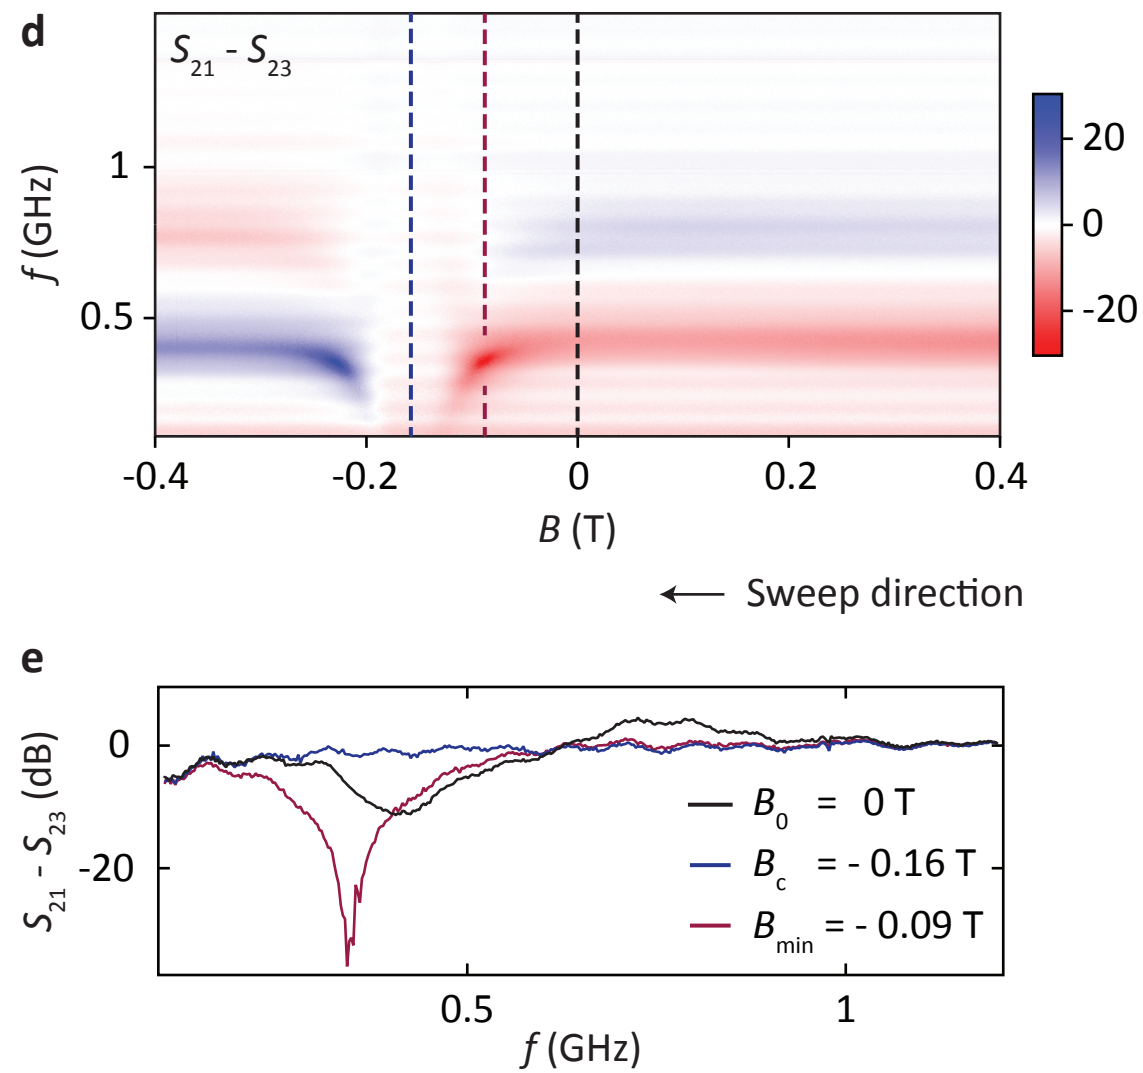 d
S21 - S23
f (GHz)
1
0.5
20
0
-20
-0.4
-0.2
0
0.2
0.4
B (T)
Sweep direction
e
S21 - S23 (dB)
0
-20
B0 = 0 T
Bc = - 0.16 T
Bmin = - 0.09 T
0.5
1
f (GHz)